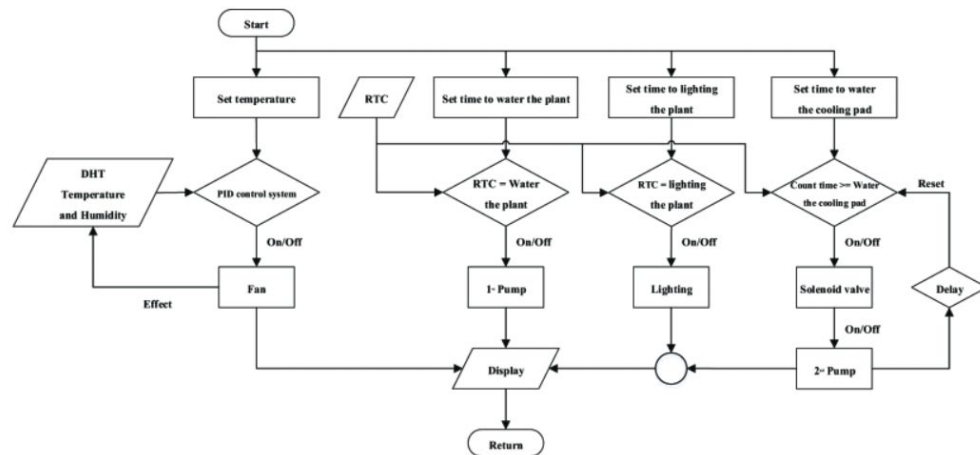 Start
Set temperature
RTC
Set time to water the plant
Set time to lighting
the plant
Set time to water
the cooling pad
DHT
Temperature
and Humidity
PID control system
RTC = Water
the plant
RTC = lighting
the plant
Count time >= Water
the cooling pad
Reset
On/Off
On/Off
On/Off
On/Off
Fan
1st Pump
Lighting
Solenoid valve
Delay
Effect
On/Off
Display
2nd Pump
Return